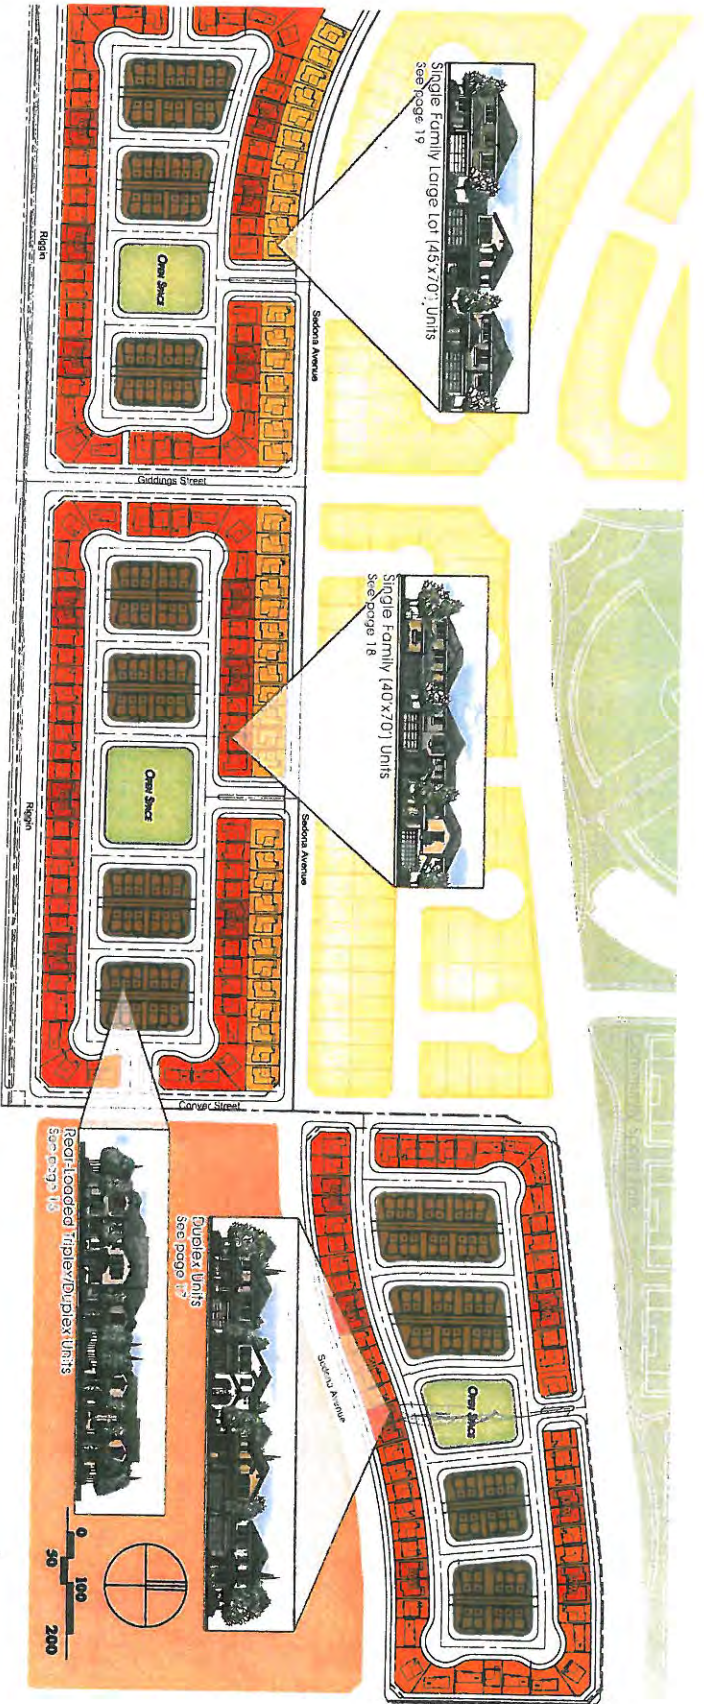 Single Family Large Lot (45'x70') Units
See page 19
Sedona Avenue
OPEN SPACE
Riggin
Giddings Street
Single Family (40'x70') Units
See page 18
Sedona Avenue
OPEN SPACE
Riggin
Conyer Street
Rear-Loaded Triplex/Duplex Units
See page
Duplex Units
See page 17
Sedona Avenue
OPEN SPACE
0
50
100
200